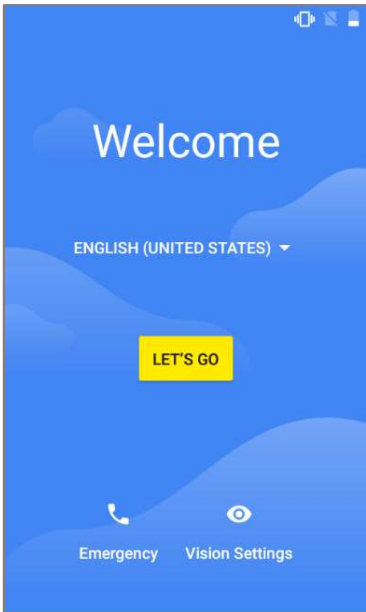 Welcome
ENGLISH (UNITED STATES)
LET'S GO
Emergency Vision Settings